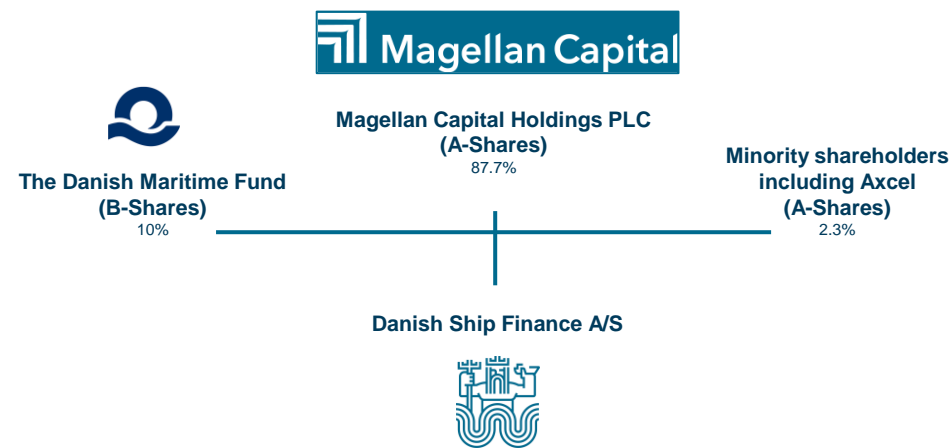 Magellan Capital
Magellan Capital Holdings PLC
(A-Shares)
87.7%
The Danish Maritime Fund
(B-Shares)
10%
Minority shareholders
including Axcel
(A-Shares)
2.3%
Danish Ship Finance A/S